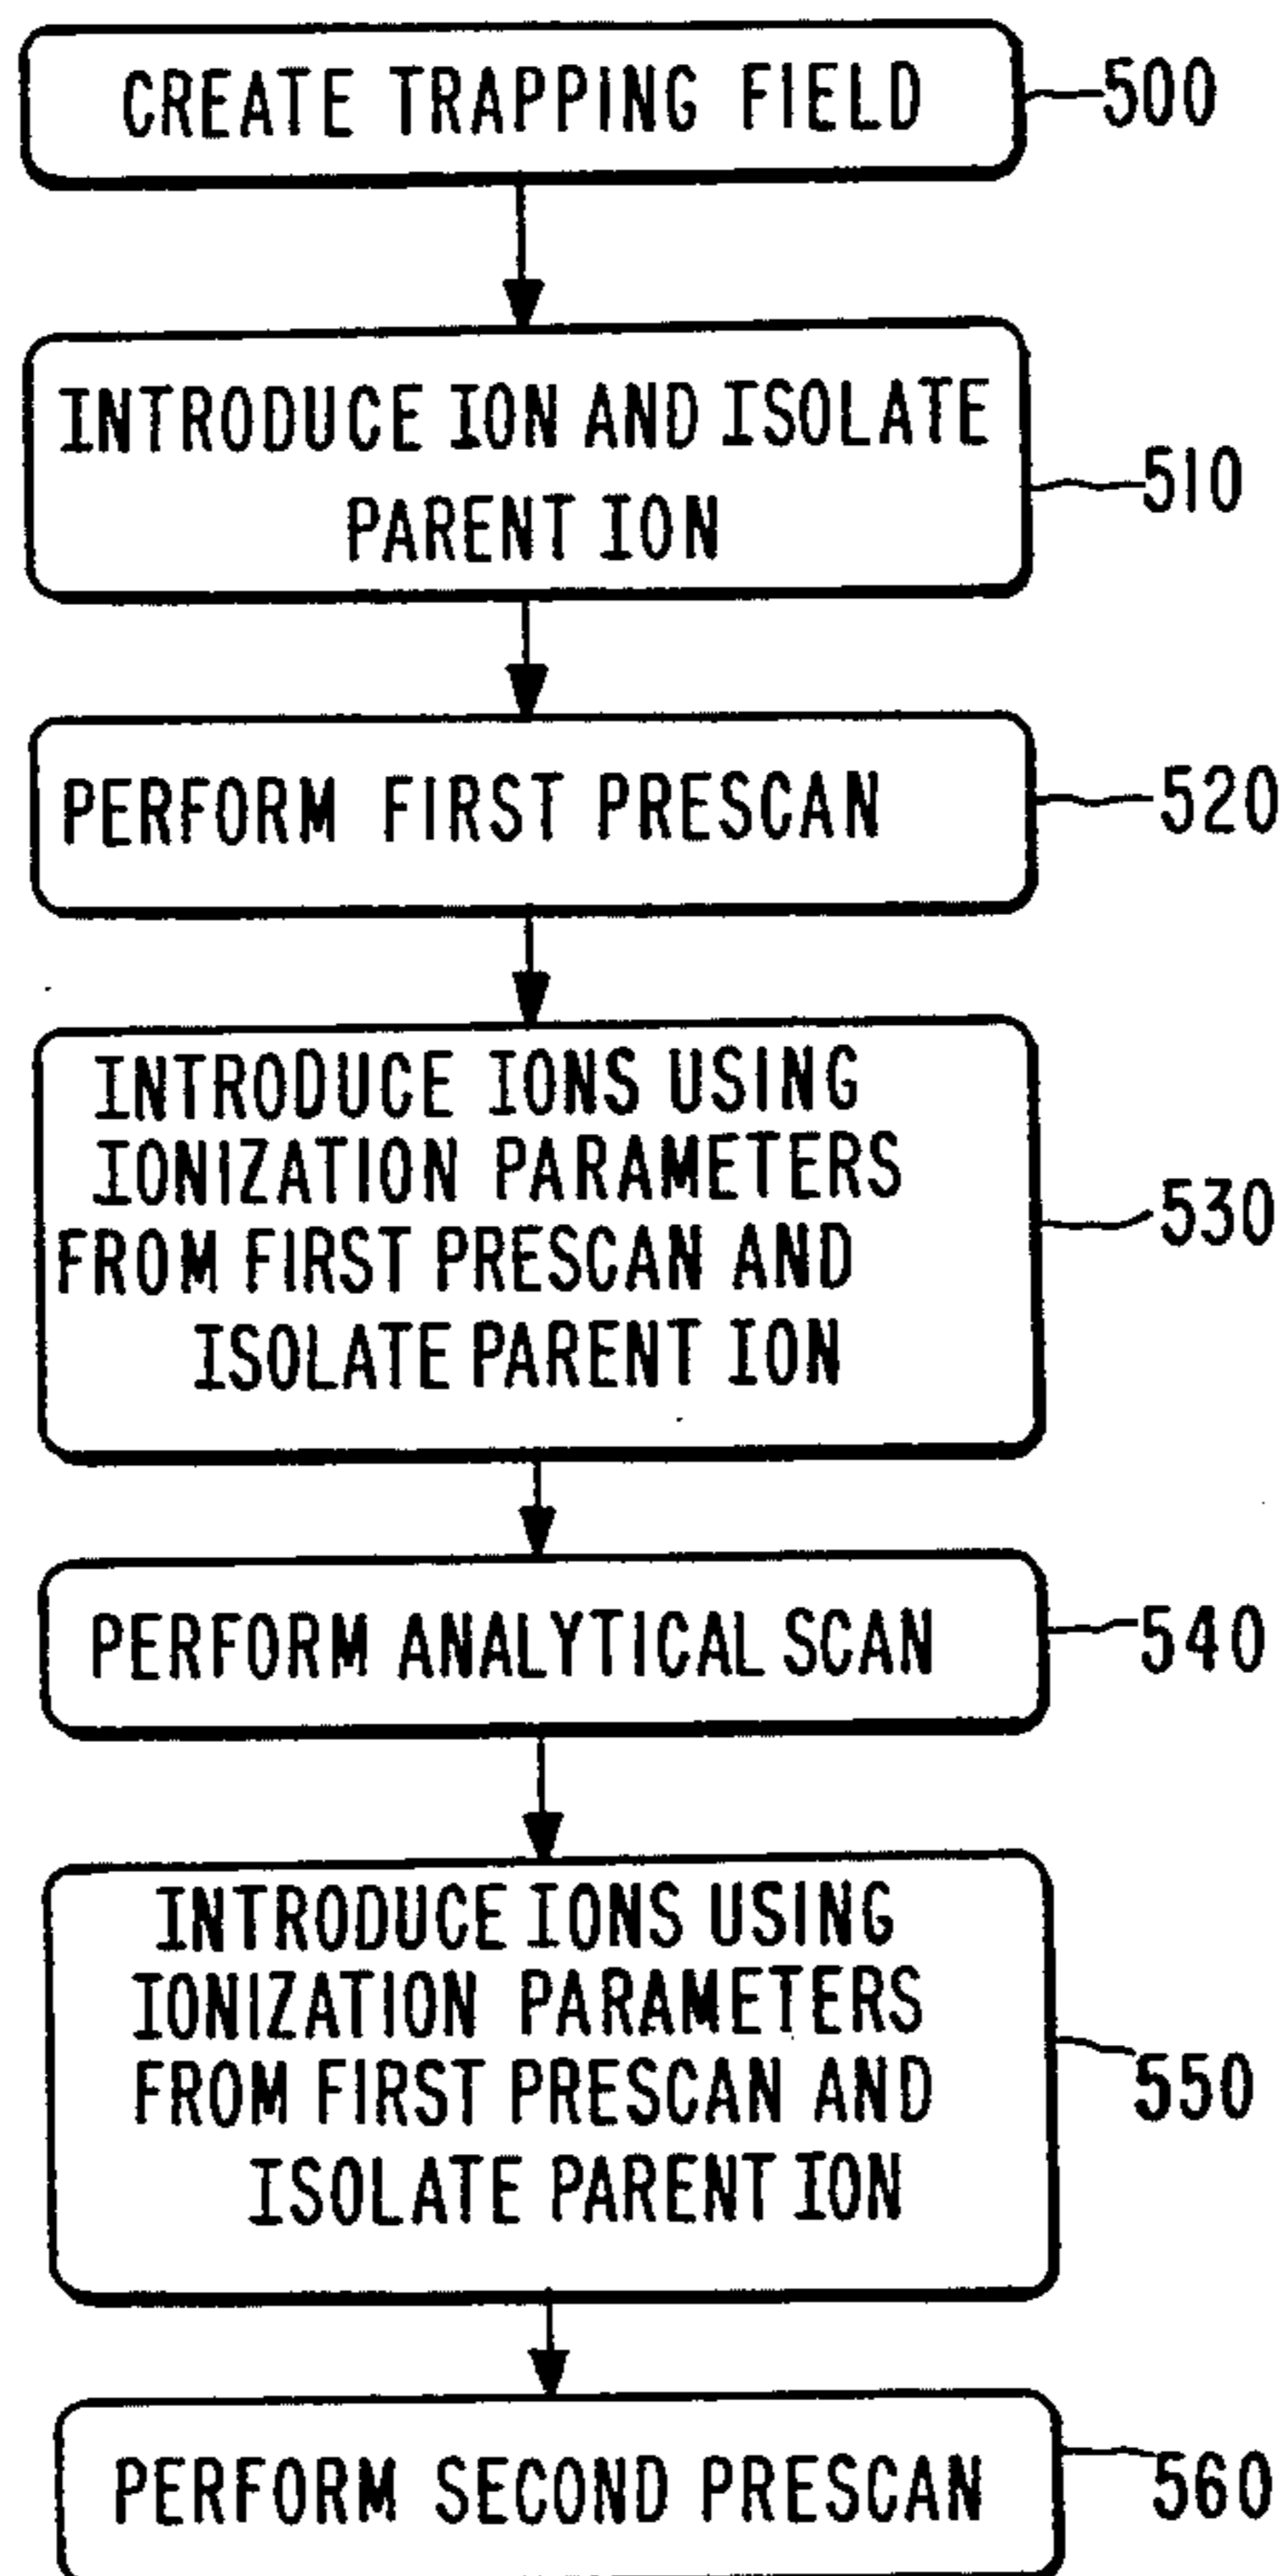 CREATE TRAPPING FIELD
500
INTRODUCE ION AND ISOLATE
PARENT ION
510
PERFORM FIRST PRESCAN
520
INTRODUCE IONS USING
IONIZATION PARAMETERS
FROM FIRST PRESCAN AND
ISOLATE PARENT ION
530
PERFORM ANALYTICAL SCAN
540
INTRODUCE IONS USING
IONIZATION PARAMETERS
FROM FIRST PRESCAN AND
ISOLATE PARENT ION
550
PERFORM SECOND PRESCAN
560